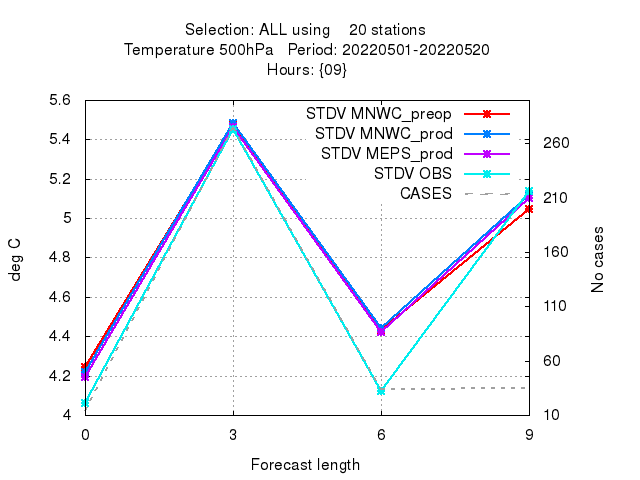 Selection: ALL using 20 stations
Temperature 500hPa Period: 20220501-20220520
Hours: {09}
5.6
5.4
5.2
5
4.8
4.6
4.4
4.2
4
deg C
STDV MNWC_preop
STDV MNWC_prod
STDV MEPS_prod
STDV OBS
CASES
260
210
160
110
60
10
No cases
0 3 6 9
Forecast length